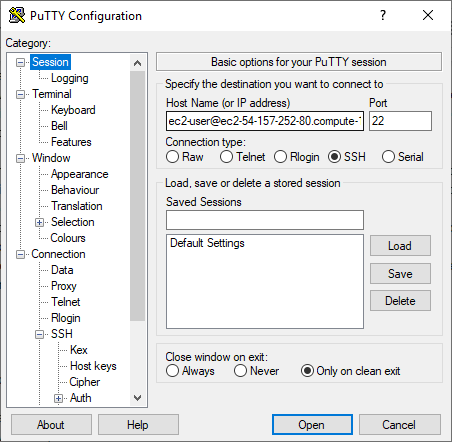 PuTTY Configuration
?
Category:
Session
Logging
Terminal
Keyboard
Bell
Features
Window
Appearance
Behaviour
Translation
Selection
Colours
Connection
Data
Proxy
Telnet
Rlogin
SSH
Kex
Host keys
Cipher
Auth
Basic options for your PuTTY session
Specify the destination you want to connect to
Host Name (or IP address) Port
ec2-user@ec2-54-157-252-80.compute- 22
Connection type:
Raw Telnet Rlogin SSH Serial
Load, save or delete a stored session
Saved Sessions
Default Settings
Load
Save
Delete
Close window on exit:
Always Never Only on clean exit
About Help Open Cancel